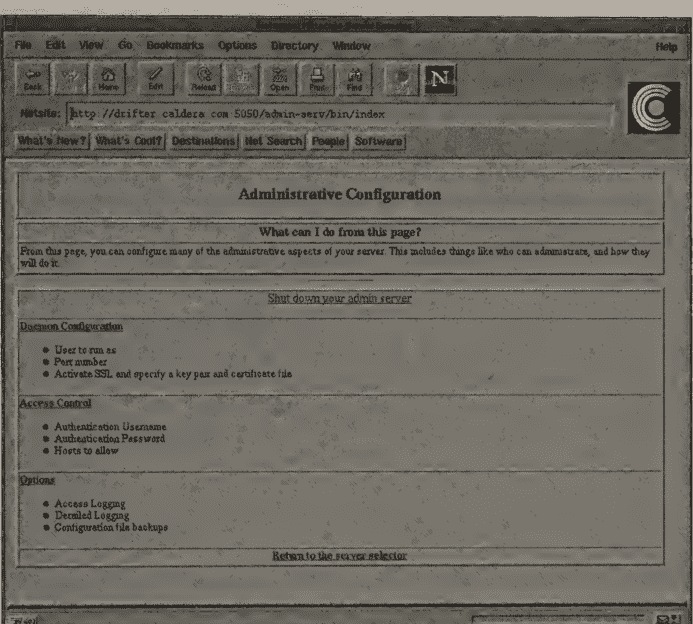 File Edit View Go Bookmarks Options Directory Window Help
Back Home Edit Reload Open Print Find
N
Netsite: http://drifter.caldera.com:5050/admin-serv/bin/index
What's New? What's Cool? Destinations Net Search People Software
Administrative Configuration
What can I do from this page?
From this page, you can configure many of the administrative aspects of your server. This includes things like who can administrate, and how they
will do it.
Shut down your admin server
Daemon Configuration
User to run as
Port number
Activate SSL and specify a key pair and certificate file
Access Control
Authentication Username
Authentication Password
Hosts to allow
Options
Access Logging
Detailed Logging
Configuration file backups
Return to the server selector